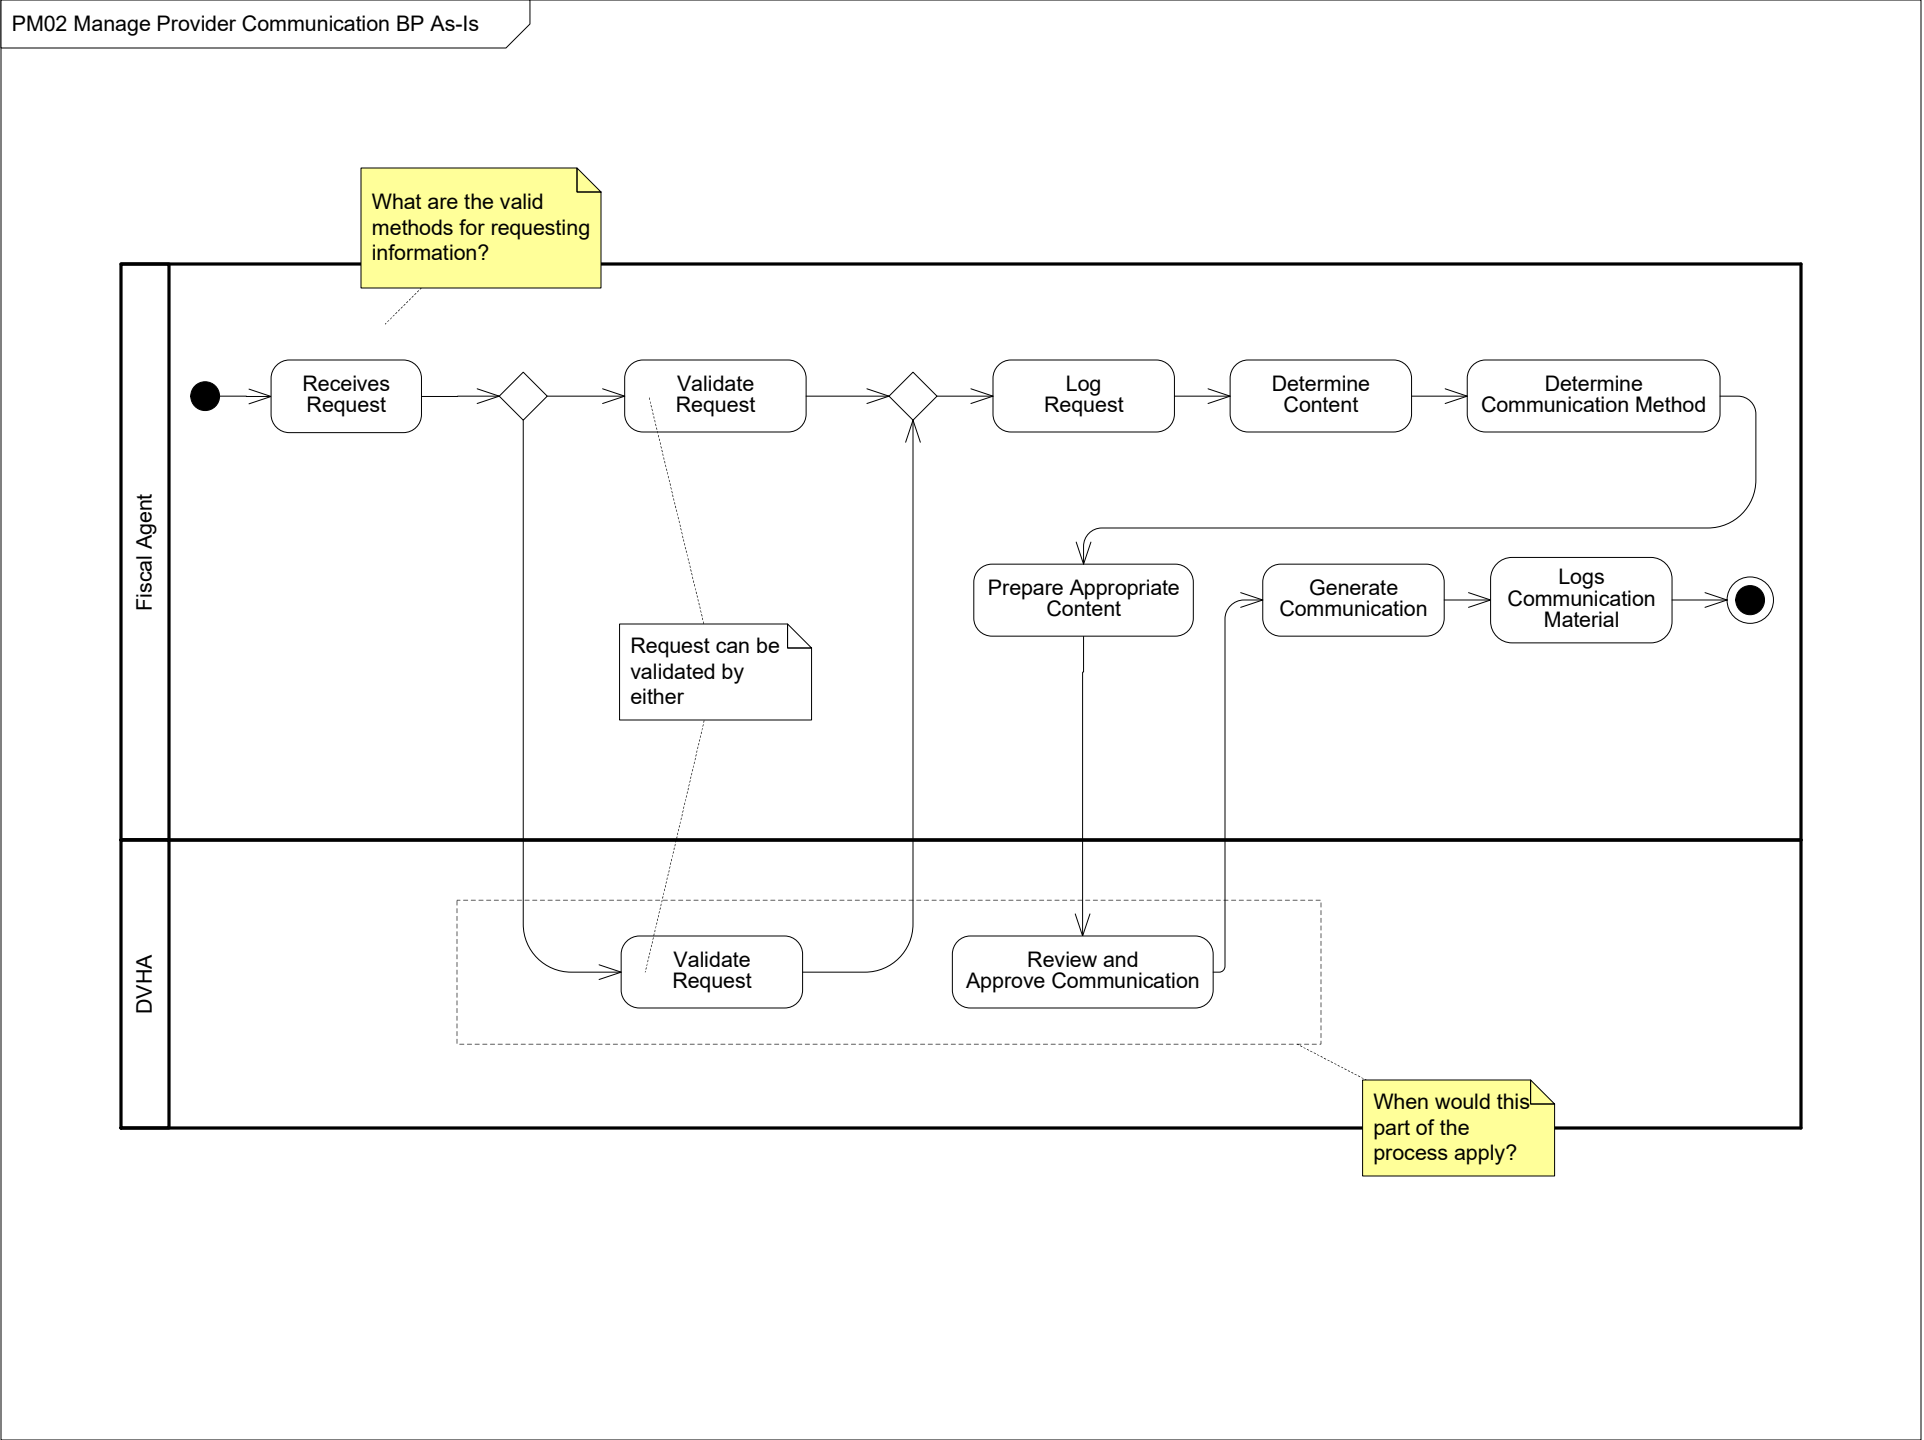 PM02 Manage Provider Communication BP As-Is
What are the valid
methods for requesting
information?
Fiscal Agent
Receives
Request
Validate
Request
Log
Request
Determine
Content
Determine
Communication Method
Prepare Appropriate
Content
Generate
Communication
Logs
Communication
Material
Request can be
validated by
either
DVHA
Validate
Request
Review and
Approve Communication
When would this
part of the
process apply?